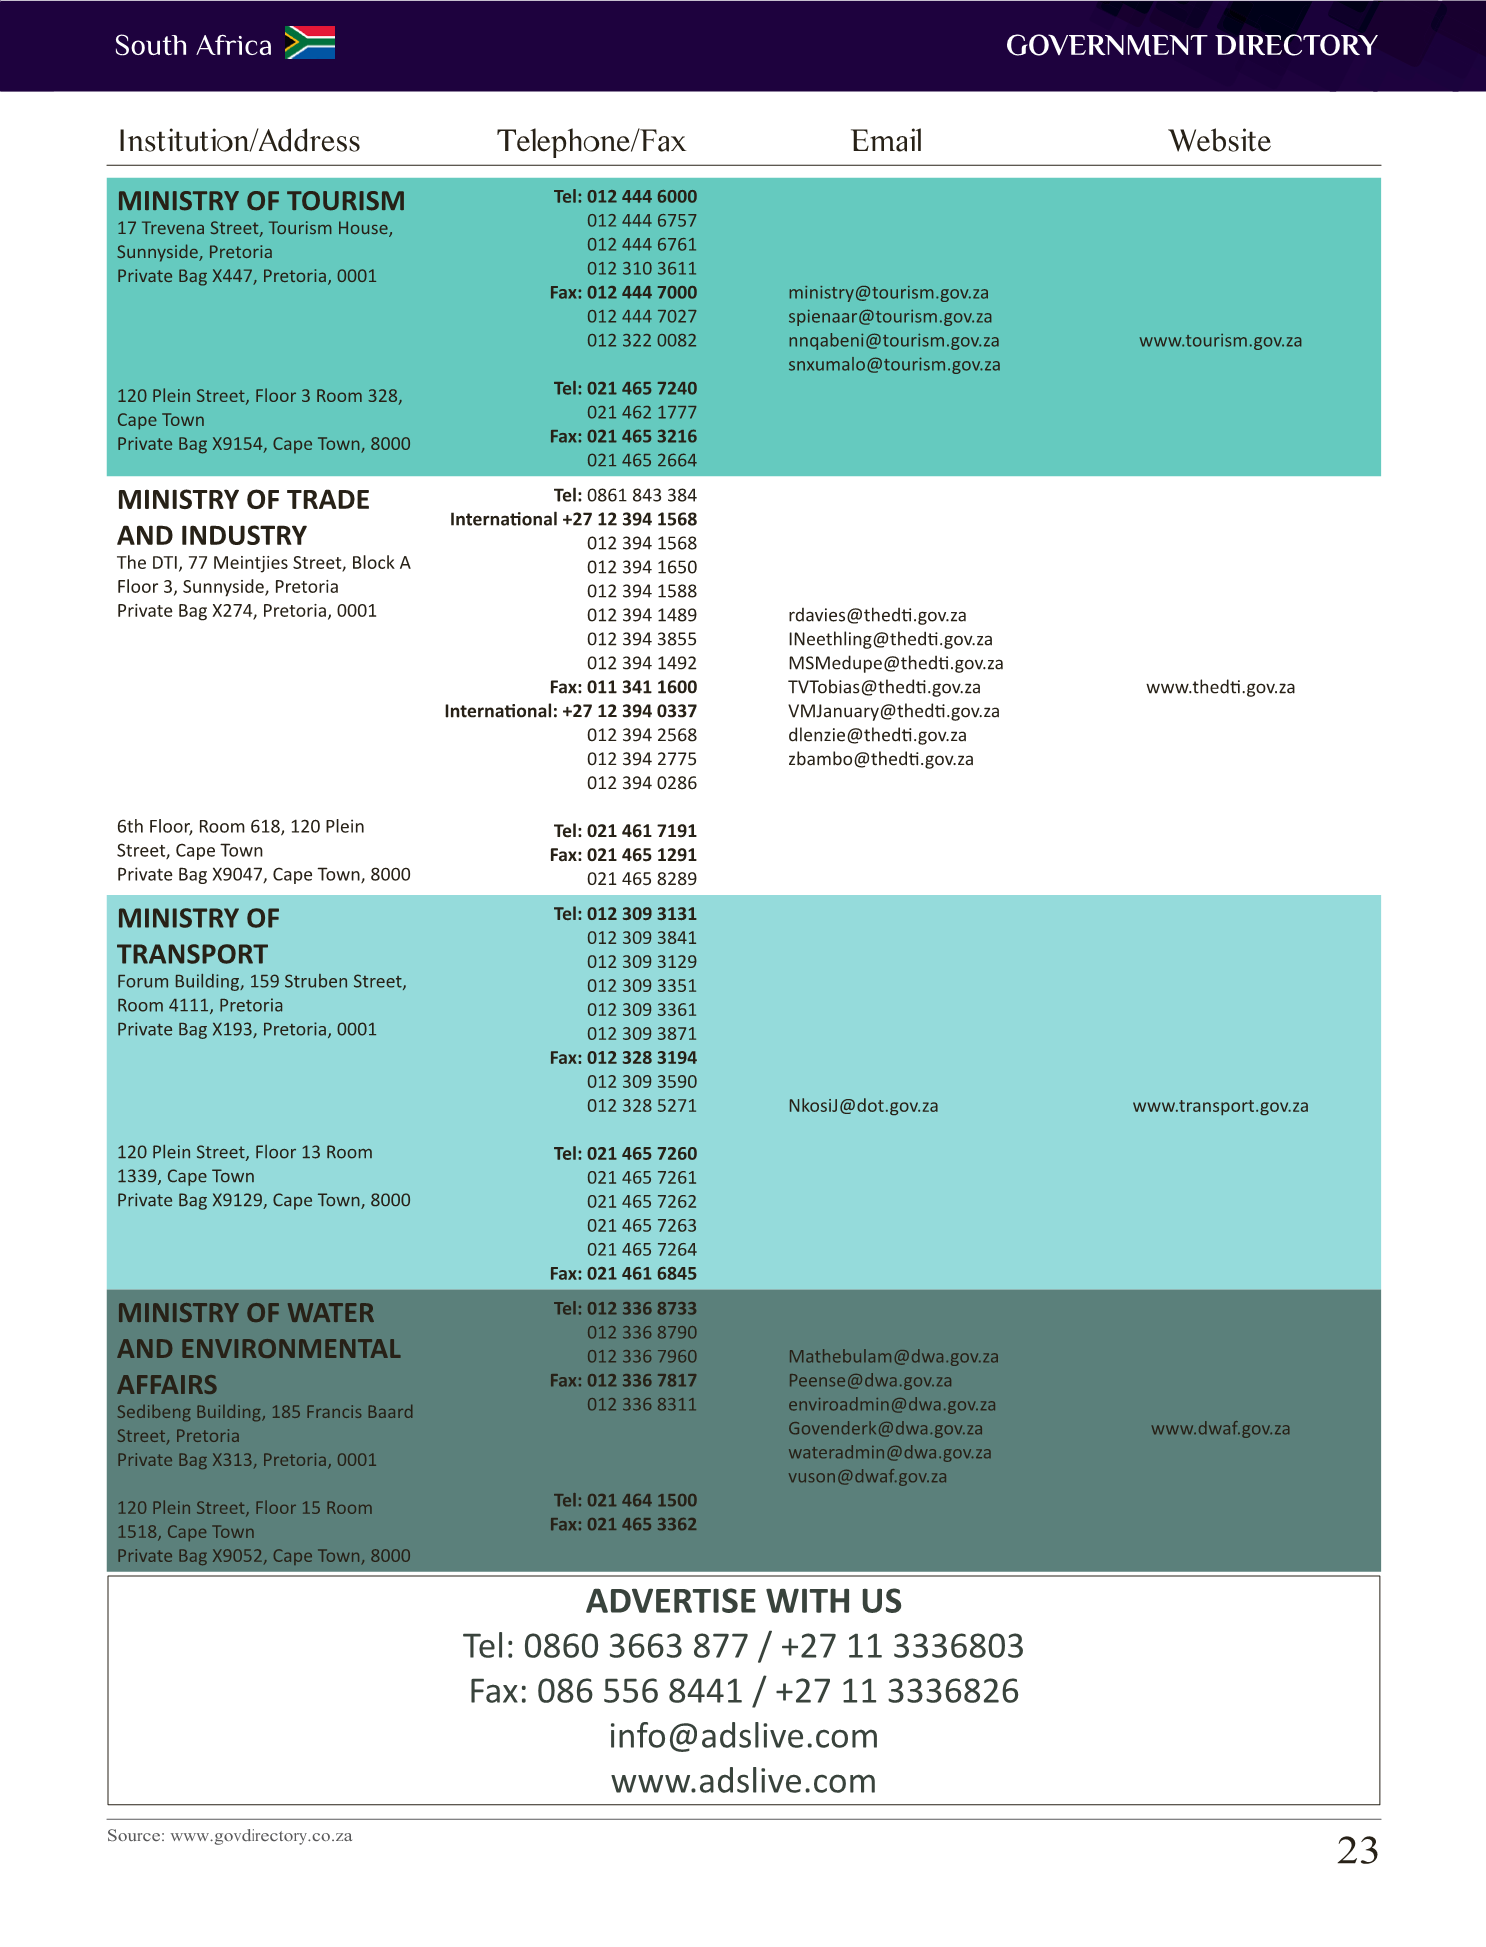 South Africa
GOVERNMENT DIRECTORY
Institution/Address
Telephone/Fax
Email
Website
MINISTRY OF TOURISM
17 Trevena Street, Tourism House,
Sunnyside, Pretoria
Private Bag X447, Pretoria, 0001
120 Plein Street, Floor 3 Room 328,
Cape Town
Private Bag X9154, Cape Town, 8000
Tel: 012 444 6000
012 444 6757
012 444 6761
012 310 3611
Fax: 012 444 7000
012 444 7027
012 322 0082
Tel: 021 465 7240
021 462 1777
Fax: 021 465 3216
021 465 2664
ministry@tourism.gov.za
spienaar@tourism.gov.za
nnqabeni@tourism.gov.za
snxumalo@tourism.gov.za
www.tourism.gov.za
MINISTRY OF TRADE
AND INDUSTRY
The DTI, 77 Meintjies Street, Block A
Floor 3, Sunnyside, Pretoria
Private Bag X274, Pretoria, 0001
6th Floor, Room 618, 120 Plein
Street, Cape Town
Private Bag X9047, Cape Town, 8000
Tel: 0861 843 384
International +27 12 394 1568
012 394 1568
012 394 1650
012 394 1588
012 394 1489
012 394 3855
012 394 1492
Fax: 011 341 1600
International: +27 12 394 0337
012 394 2568
012 394 2775
012 394 0286
Tel: 021 461 7191
Fax: 021 465 1291
021 465 8289
rdavies@thedti.gov.za
INeethling@thedti.gov.za
MSMedupe@thedti.gov.za
TVTobias@thedti.gov.za
VMJanuary@thedti.gov.za
dlenzie@thedti.gov.za
zbambo@thedti.gov.za
www.thedti.gov.za
MINISTRY OF
TRANSPORT
Forum Building, 159 Struben Street,
Room 4111, Pretoria
Private Bag X193, Pretoria, 0001
120 Plein Street, Floor 13 Room
1339, Cape Town
Private Bag X9129, Cape Town, 8000
Tel: 012 309 3131
012 309 3841
012 309 3129
012 309 3351
012 309 3361
012 309 3871
Fax: 012 328 3194
012 309 3590
012 328 5271
Tel: 021 465 7260
021 465 7261
021 465 7262
021 465 7263
021 465 7264
Fax: 021 461 6845
NkosiJ@dot.gov.za
www.transport.gov.za
MINISTRY OF WATER
AND ENVIRONMENTAL
AFFAIRS
Sedibeng Building, 185 Francis Baard
Street, Pretoria
Private Bag X313, Pretoria, 0001
120 Plein Street, Floor 15 Room
1518, Cape Town
Private Bag X9052, Cape Town, 8000
Tel: 012 336 8733
012 336 8790
012 336 7960
Fax: 012 336 7817
012 336 8311
Tel: 021 464 1500
Fax: 021 465 3362
Mathebulam@dwa.gov.za
Peense@dwa.gov.za
enviroadmin@dwa.gov.za
Govenderk@dwa.gov.za
wateradmin@dwa.gov.za
vuson@dwaf.gov.za
www.dwaf.gov.za
ADVERTISE WITH US
Tel: 0860 3663 877 / +27 11 3336803
Fax: 086 556 8441 / +27 11 3336826
info@adslive.com
www.adslive.com
Source: www.govdirectory.co.za
23